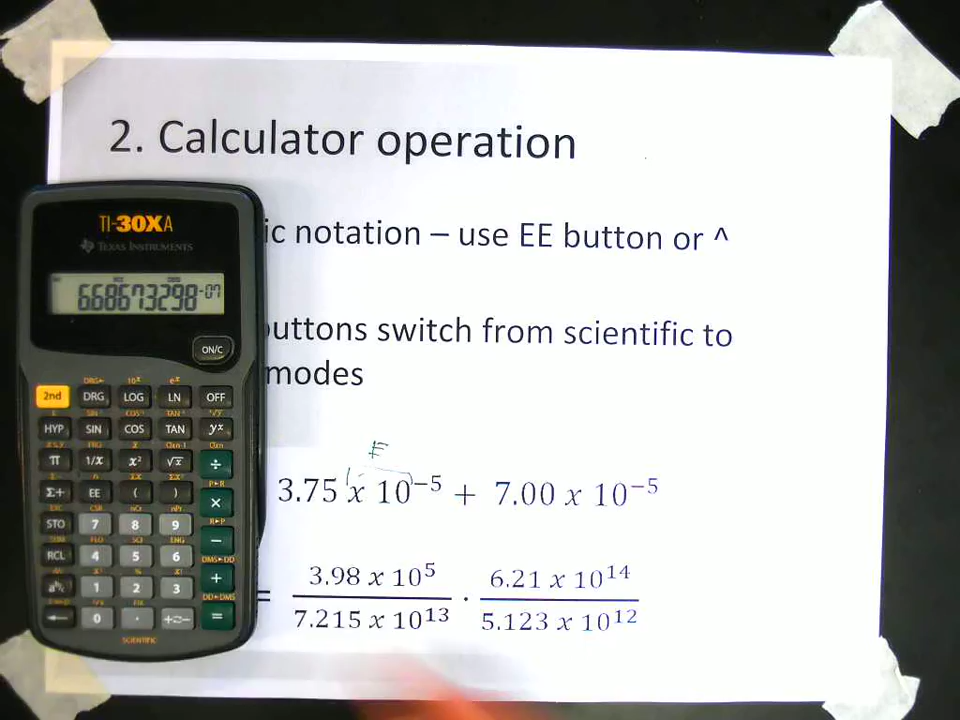 2. Calculator operation
ic notation – use EE button or ^
buttons switch from scientific to
modes
E
3.75 x 10⁻⁵ + 7.00 x 10⁻⁵
= 3.98 x 10⁵ / 7.215 x 10¹³ · 6.21 x 10¹⁴ / 5.123 x 10¹²
TI-30XA
TEXAS INSTRUMENTS
668673298-07
ON/C
2nd DRG LOG LN OFF
HYP SIN COS TAN yˣ
π 1/x x² √x ÷
Σ+ EE ( ) ×
STO 7 8 9 −
RCL 4 5 6 +
1 2 3
0 . =
SCIENTIFIC